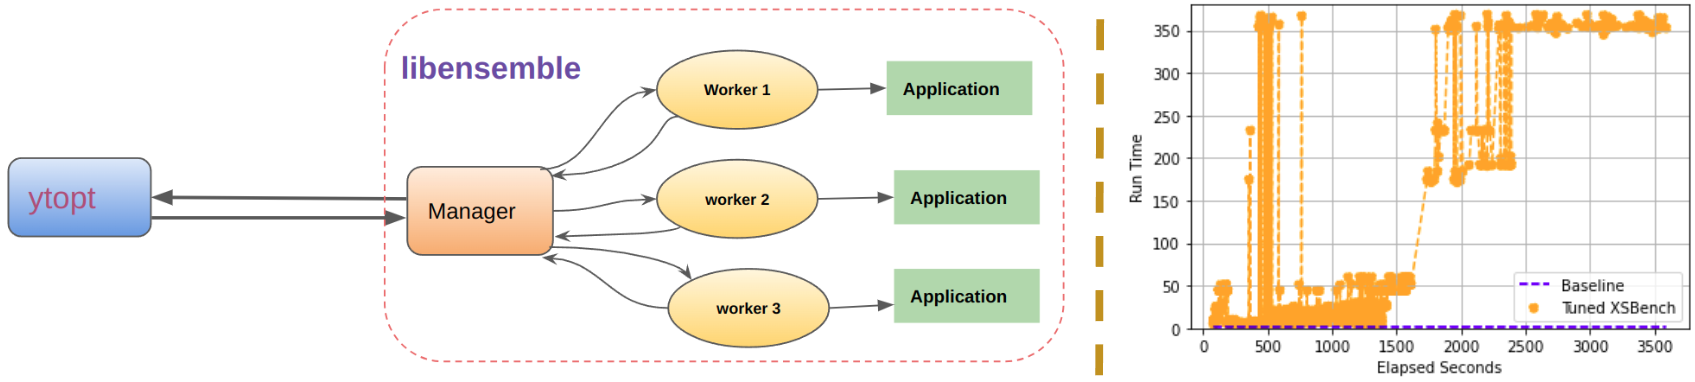 libensemble
ytopt
Manager
Worker 1
worker 2
worker 3
Application
Application
Application
Run Time
350
300
250
200
150
100
50
0
0 500 1000 1500 2000 2500 3000 3500
Elapsed Seconds
Baseline
Tuned XSBench